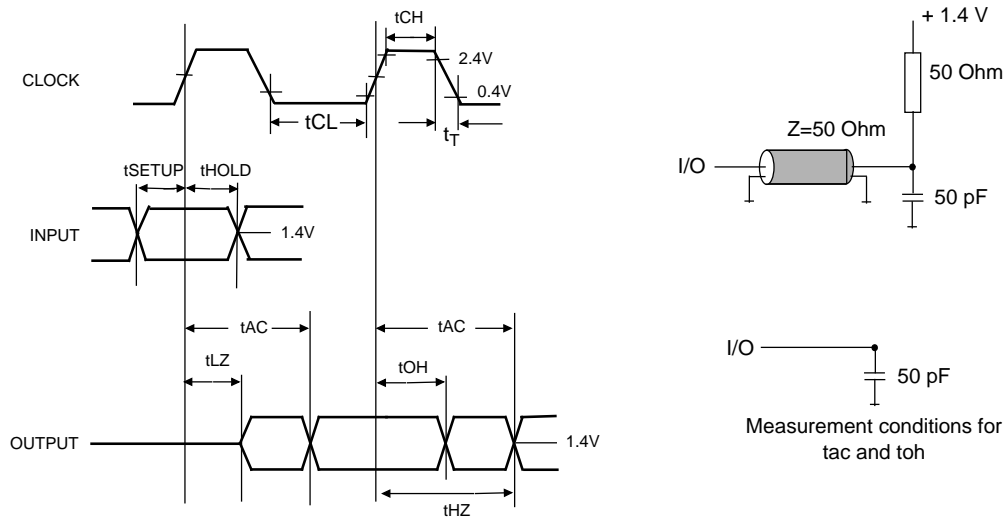 tCH
CLOCK
2.4V
0.4V
tCL
tT
tSETUP tHOLD
INPUT
1.4V
tAC
tAC
tLZ
tOH
OUTPUT
1.4V
tHZ
+ 1.4 V
50 Ohm
Z=50 Ohm
I/O
50 pF
I/O
50 pF
Measurement conditions for
tac and toh